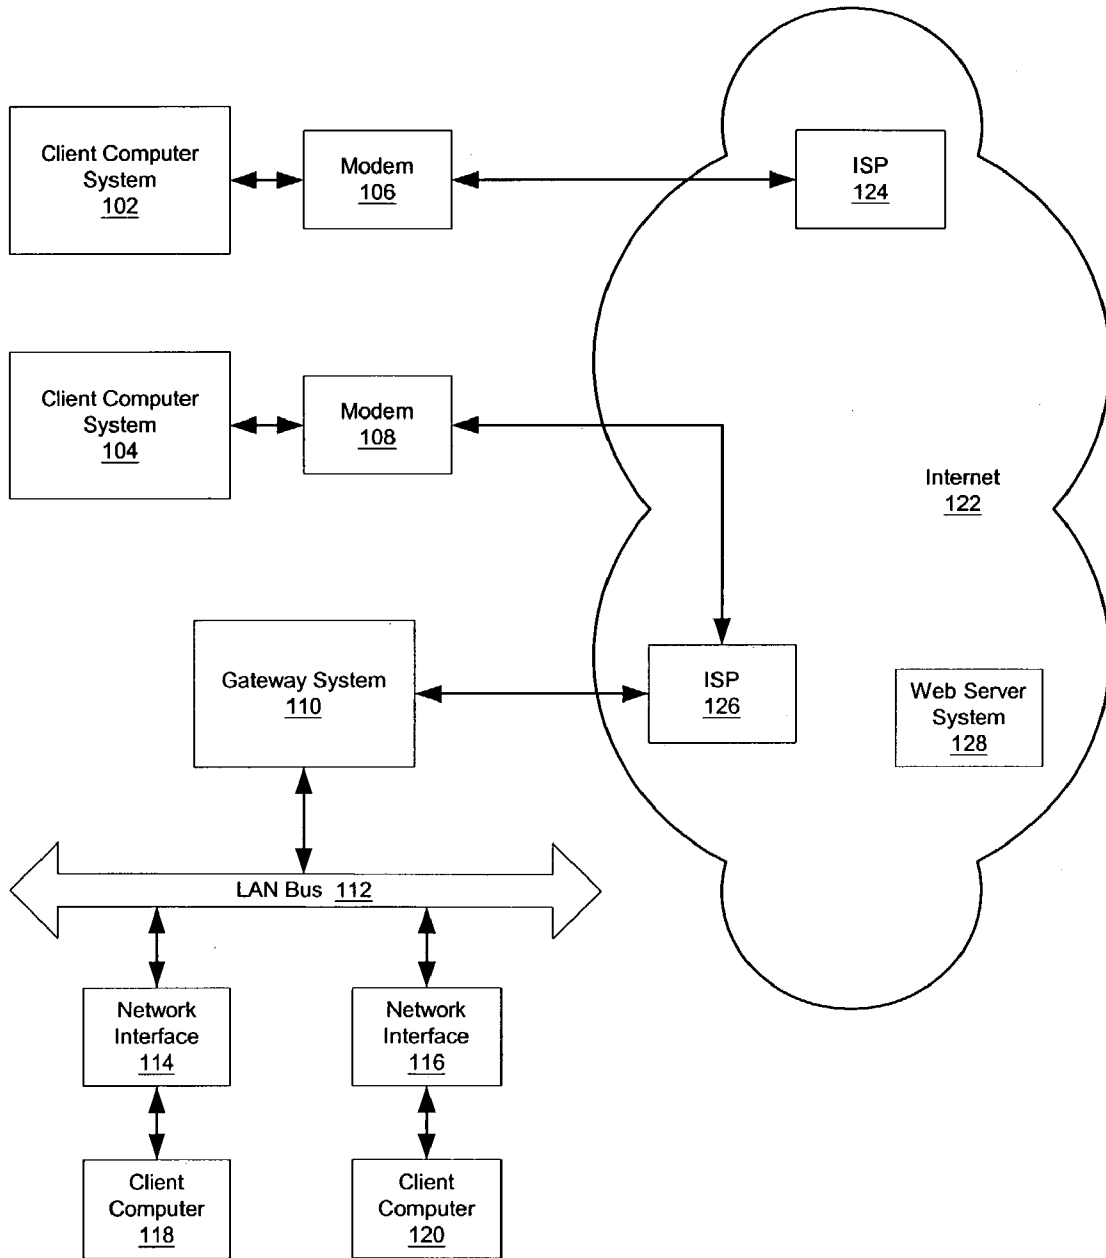 Client Computer
System
102
Modem
106
ISP
124
Client Computer
System
104
Modem
108
Internet
122
Gateway System
110
ISP
126
Web Server
System
128
LAN Bus 112
Network
Interface
114
Network
Interface
116
Client
Computer
118
Client
Computer
120